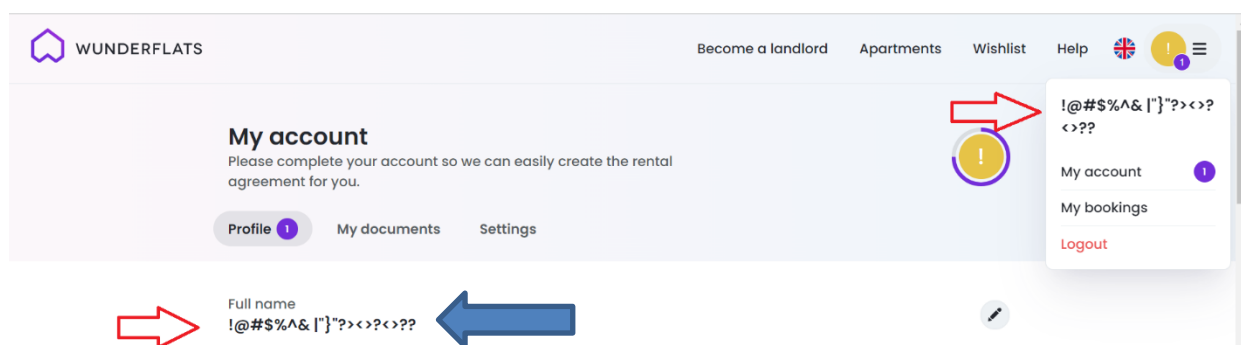 WUNDERFLATS
Become a landlord Apartments Wishlist Help ! 1
!@#$%^& |"}"?><>?
<>??
My account
Please complete your account so we can easily create the rental
agreement for you.
!
My account 1
My bookings
Logout
Profile 1 My documents Settings
Full name
!@#$%^& |"}"?><>?<>??